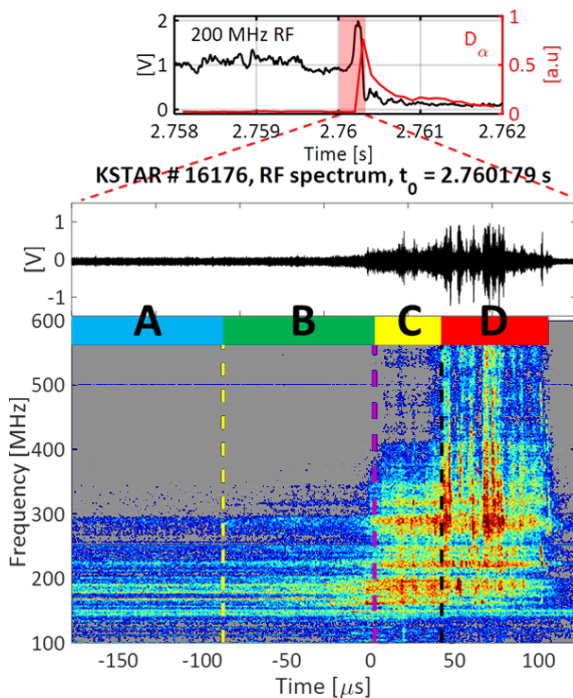 2
1
0
[V]
200 MHz RF
Dα
1
0.5
0
[a.u]
2.758 2.759 2.76 2.761 2.762
Time [s]
KSTAR # 16176, RF spectrum, t0 = 2.760179 s
1
0
-1
[V]
A B C D
600
500
400
300
200
100
Frequency [MHz]
-150 -100 -50 0 50 100
Time [μs]